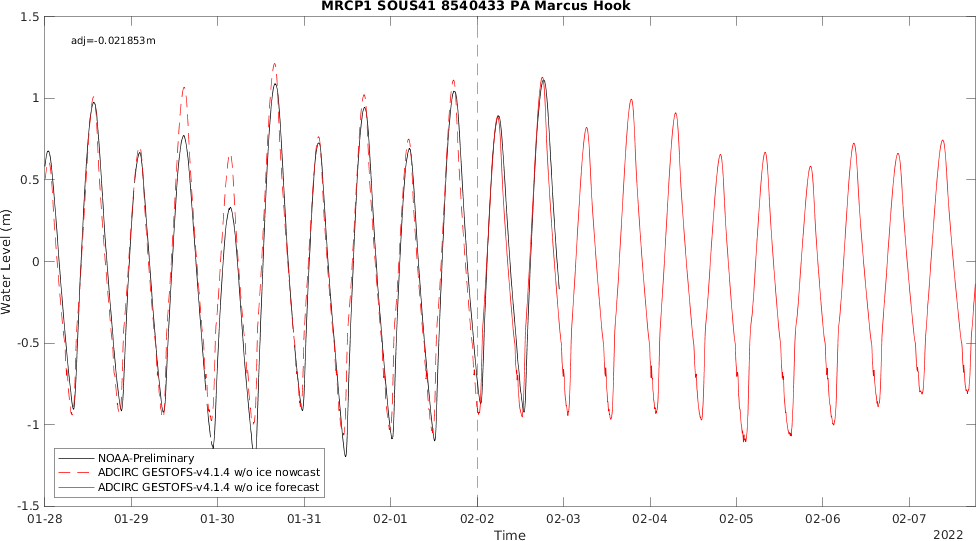 MRCP1 SOUS41 8540433 PA Marcus Hook
adj=-0.021853m
1.5
1
0.5
0
-0.5
-1
-1.5
Water Level (m)
NOAA-Preliminary
ADCIRC GESTOFS-v4.1.4 w/o ice nowcast
ADCIRC GESTOFS-v4.1.4 w/o ice forecast
01-28 01-29 01-30 01-31 02-01 02-02 02-03 02-04 02-05 02-06 02-07
Time
2022